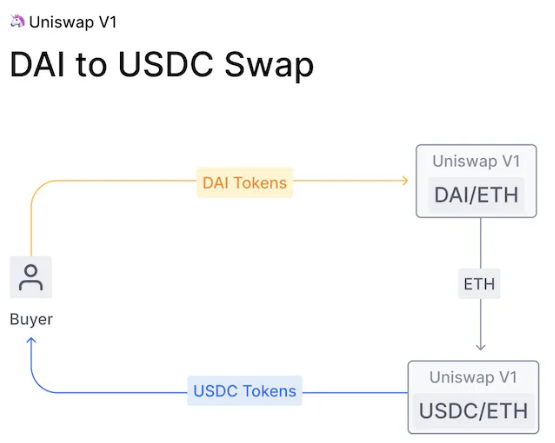 Uniswap V1
DAI to USDC Swap
Uniswap V1
DAI Tokens
DAI/ETH
ETH
Buyer
Uniswap V1
USDC Tokens
USDC/ETH